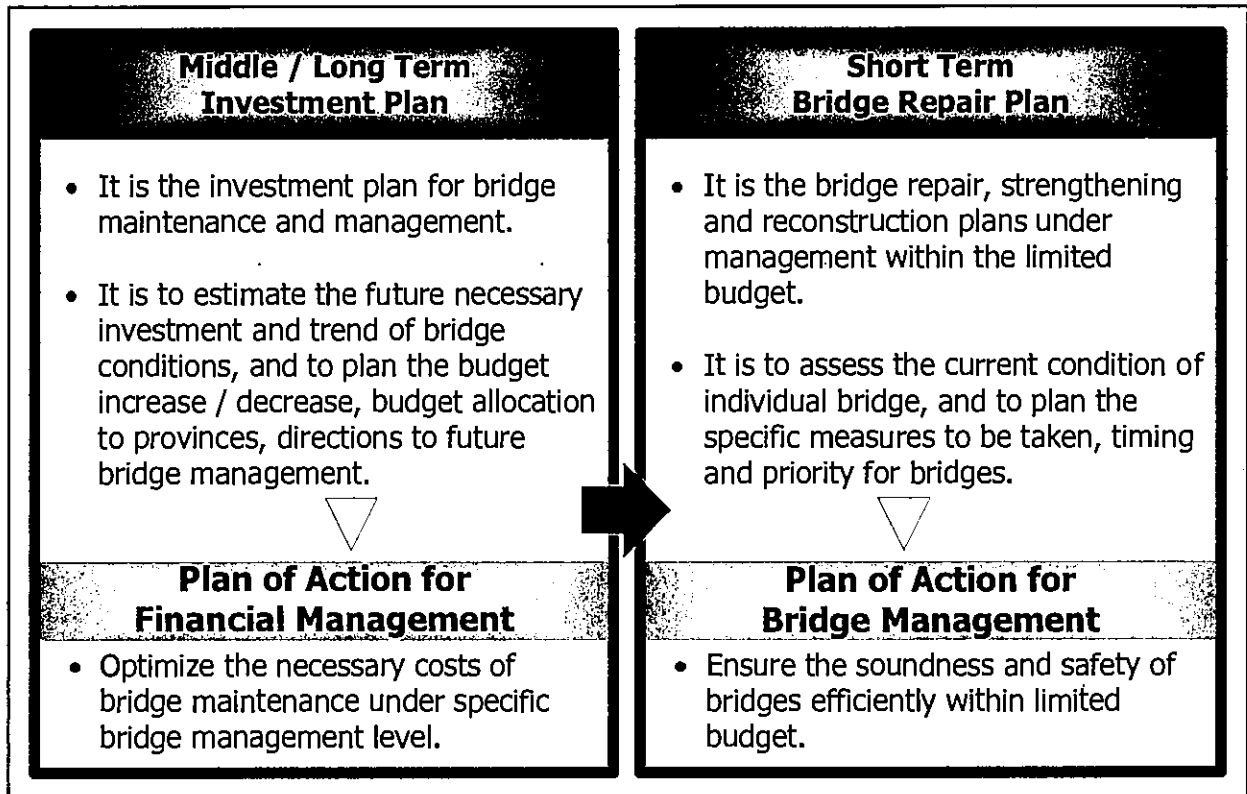 Middle / Long Term
Investment Plan
• It is the investment plan for bridge
maintenance and management.
• It is to estimate the future necessary
investment and trend of bridge
conditions, and to plan the budget
increase / decrease, budget allocation
to provinces, directions to future
bridge management.
Plan of Action for
Financial Management
• Optimize the necessary costs of
bridge maintenance under specific
bridge management level.
Short Term
Bridge Repair Plan
• It is the bridge repair, strengthening
and reconstruction plans under
management within the limited
budget.
• It is to assess the current condition of
individual bridge, and to plan the
specific measures to be taken, timing
and priority for bridges.
Plan of Action for
Bridge Management
• Ensure the soundness and safety of
bridges efficiently within limited
budget.